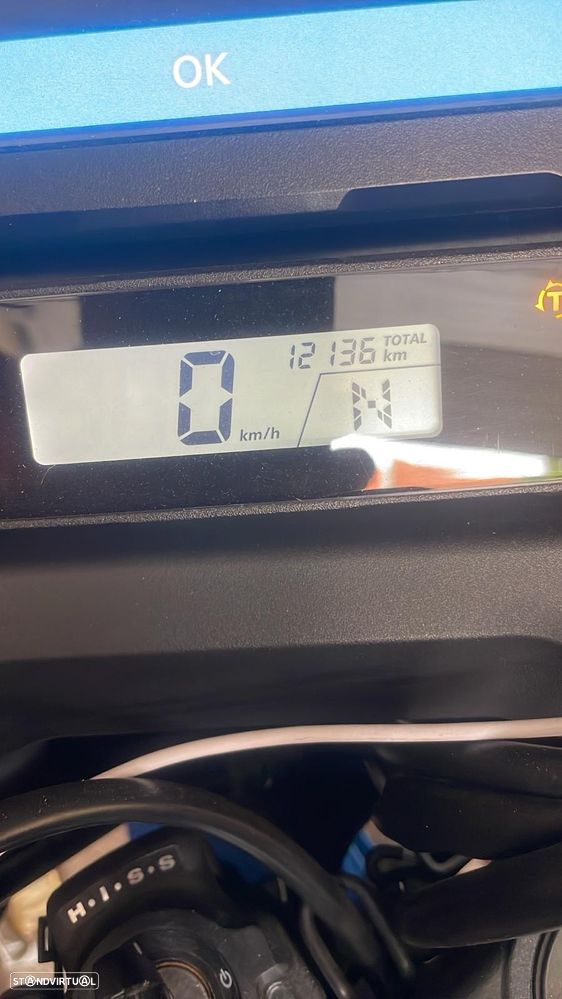 OK
12136 TOTAL km
0 km/h
N
H·I·S·S
STANDVIRTUAL